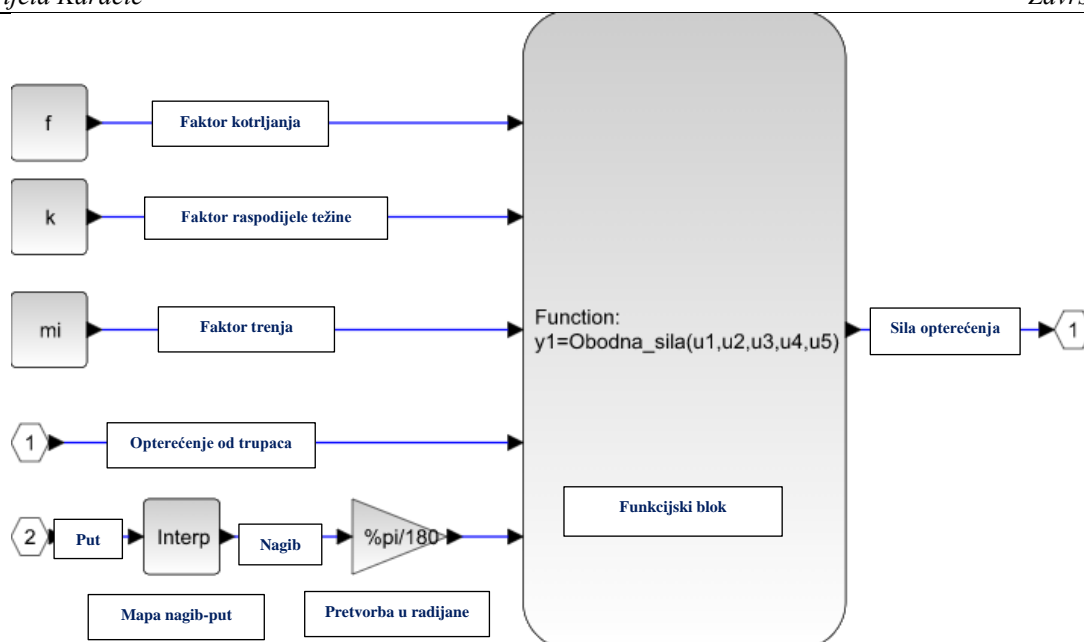 f
Faktor kotrljanja
k
Faktor raspodijele težine
mi
Faktor trenja
Function:
y1=Obodna_sila(u1,u2,u3,u4,u5)
Sila opterećenja
1
1
Opterećenje od trupaca
Funkcijski blok
2
Put
Interp
Nagib
%pi/180
Mapa nagib-put
Pretvorba u radijane